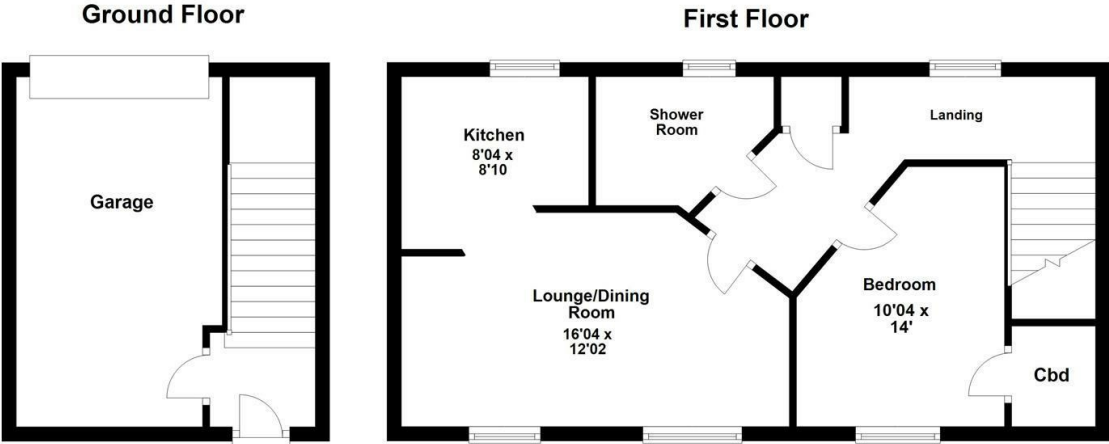 Ground Floor
Garage
First Floor
Kitchen
8'04 x
8'10
Shower
Room
Landing
Lounge/Dining
Room
16'04 x
12'02
Bedroom
10'04 x
14'
Cbd